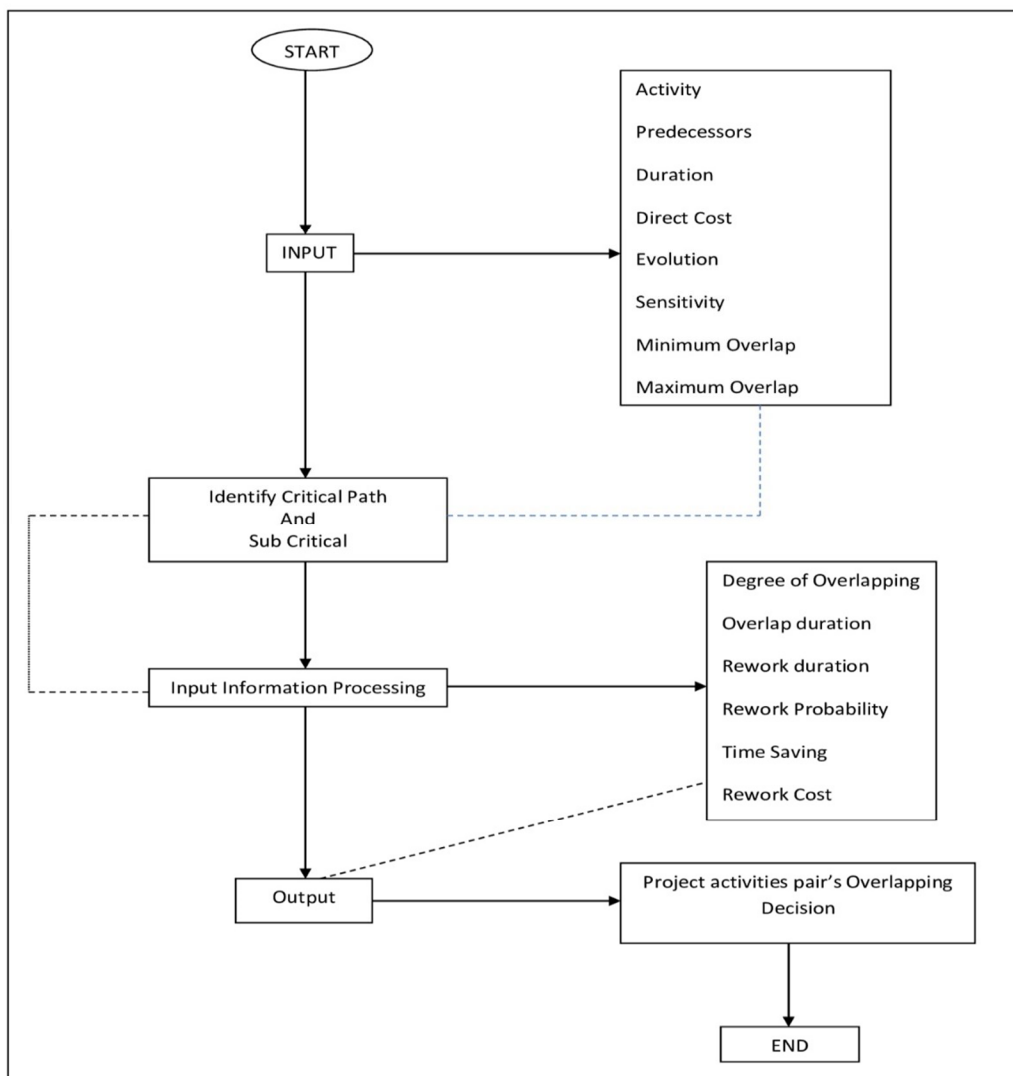 START
Activity
Predecessors
Duration
Direct Cost
Evolution
Sensitivity
Minimum Overlap
Maximum Overlap
INPUT
Identify Critical Path
And
Sub Critical
Degree of Overlapping
Overlap duration
Rework duration
Rework Probability
Time Saving
Rework Cost
Input Information Processing
Output
Project activities pair’s Overlapping
Decision
END